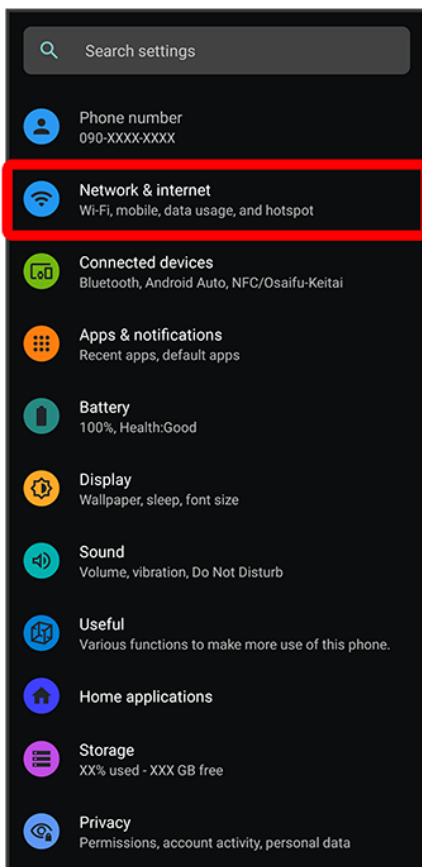 Search settings
Phone number
090-XXXX-XXXX
Network & internet
Wi-Fi, mobile, data usage, and hotspot
Connected devices
Bluetooth, Android Auto, NFC/Osaifu-Keitai
Apps & notifications
Recent apps, default apps
Battery
100%, Health:Good
Display
Wallpaper, sleep, font size
Sound
Volume, vibration, Do Not Disturb
Useful
Various functions to make more use of this phone.
Home applications
Storage
XX% used - XXX GB free
Privacy
Permissions, account activity, personal data